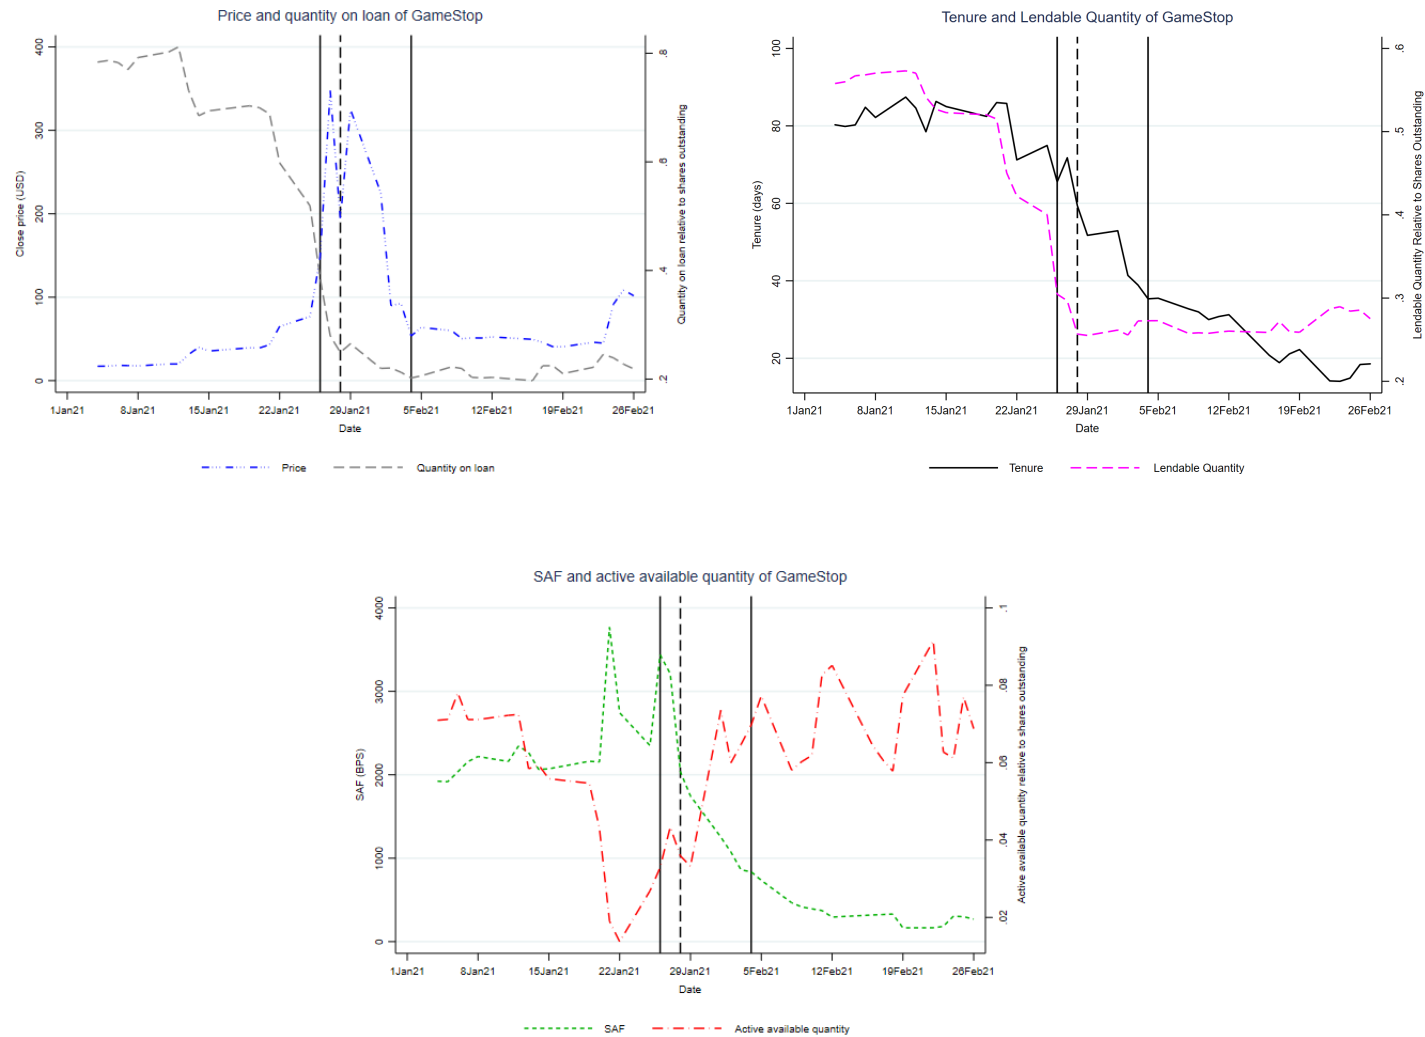 Price and quantity on loan of GameStop
Close price (USD)
400
300
200
100
0
Quantity on loan relative to shares outstanding
.8
.6
.4
.2
1Jan21 8Jan21 15Jan21 22Jan21 29Jan21 5Feb21 12Feb21 19Feb21 26Feb21
Date
Price Quantity on loan
Tenure and Lendable Quantity of GameStop
Tenure (days)
100
80
60
40
20
Lendable Quantity Relative to Shares Outstanding
.6
.5
.4
.3
.2
1Jan21 8Jan21 15Jan21 22Jan21 29Jan21 5Feb21 12Feb21 19Feb21 26Feb21
Date
Tenure Lendable Quantity
SAF and active available quantity of GameStop
SAF (BPS)
4000
3000
2000
1000
0
Active available quantity relative to shares outstanding
.1
.08
.06
.04
.02
1Jan21 8Jan21 15Jan21 22Jan21 29Jan21 5Feb21 12Feb21 19Feb21 26Feb21
Date
SAF Active available quantity